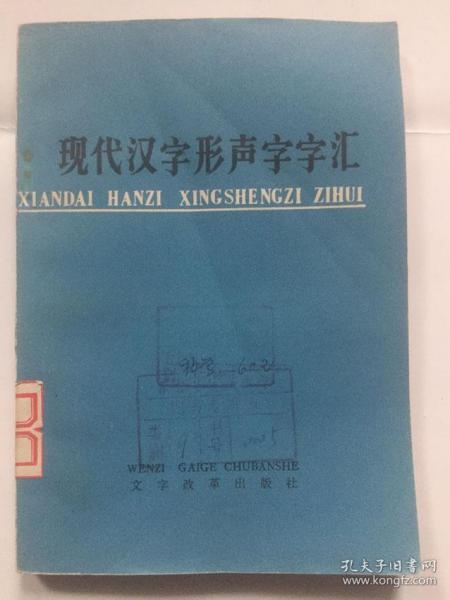 现代汉字形声字字汇
XIANDAI HANZI XINGSHENGZI ZIHUI
WENZI GAIGE CHUBANSHE
文字改革出版社
孔夫子旧书网
www.kongfz.com